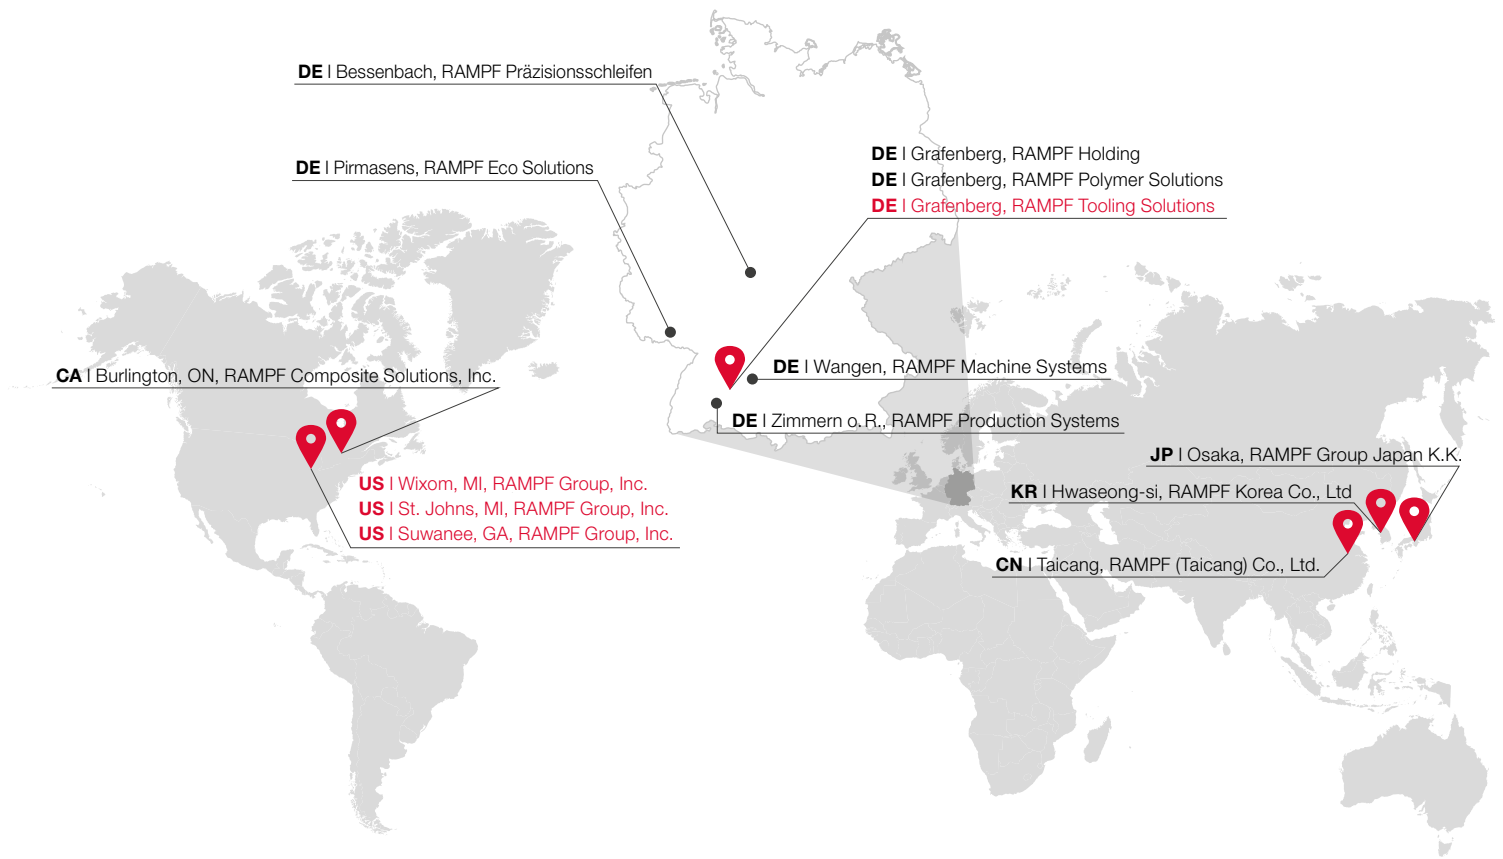 DE I Bessenbach, RAMPF Präzisionsschleifen
DE I Pirmasens, RAMPF Eco Solutions
DE I Grafenberg, RAMPF Holding
DE I Grafenberg, RAMPF Polymer Solutions
DE I Grafenberg, RAMPF Tooling Solutions
DE I Wangen, RAMPF Machine Systems
CA I Burlington, ON, RAMPF Composite Solutions, Inc.
DE I Zimmern o. R., RAMPF Production Systems
JP I Osaka, RAMPF Group Japan K.K.
US I Wixom, MI, RAMPF Group, Inc.
US I St. Johns, MI, RAMPF Group, Inc.
US I Suwanee, GA, RAMPF Group, Inc.
KR I Hwaseong-si, RAMPF Korea Co., Ltd
CN I Taicang, RAMPF (Taicang) Co., Ltd.